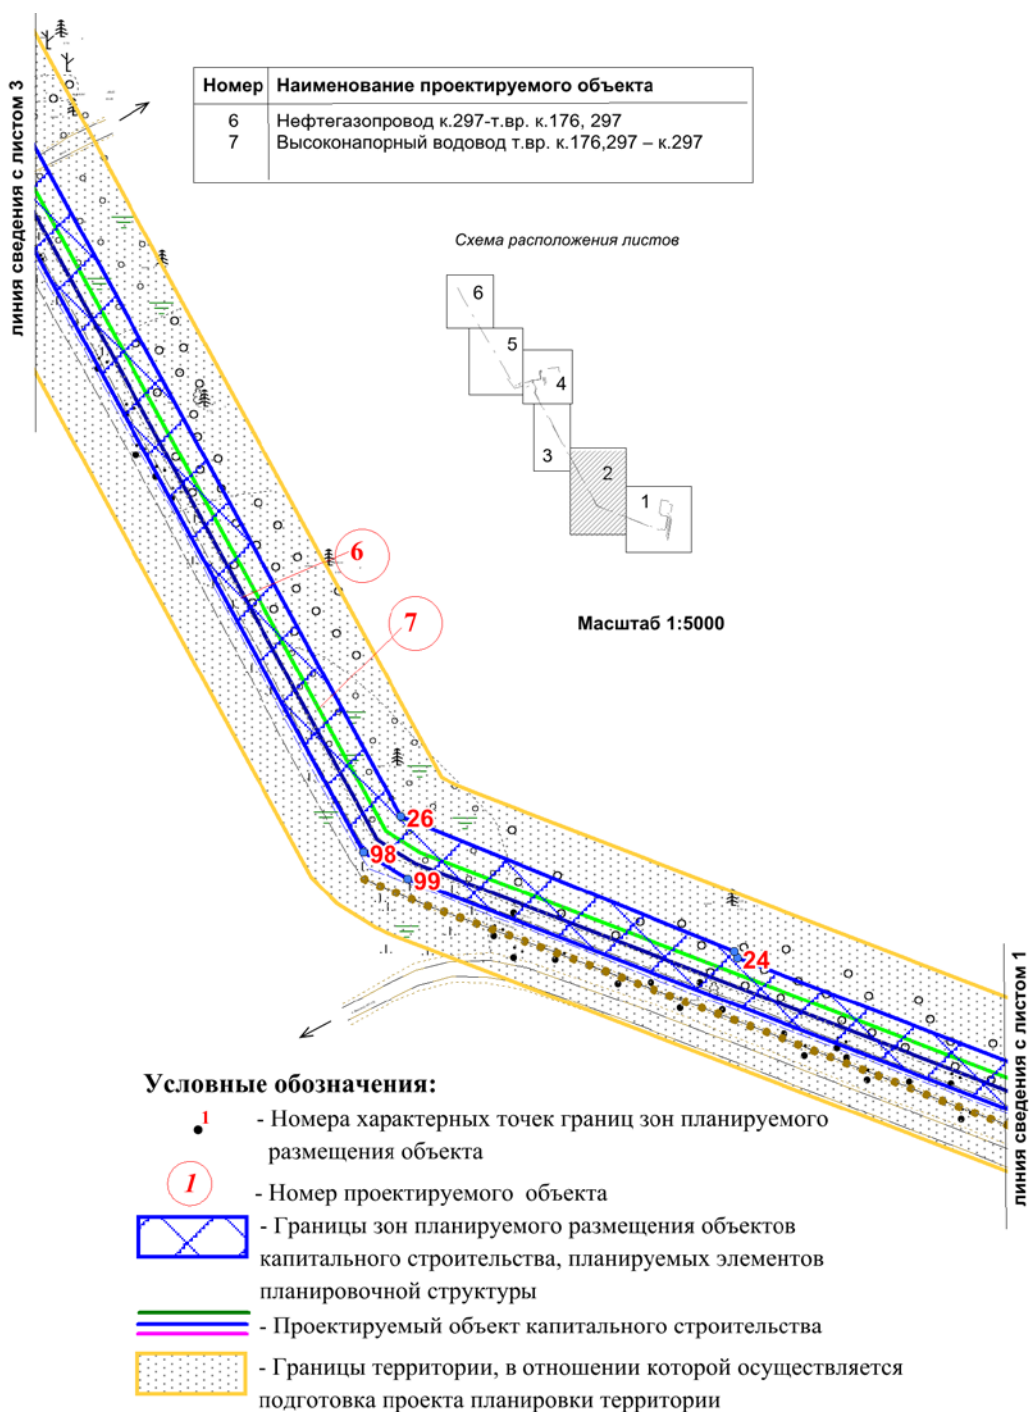 линия сведения с листом 3
Номер Наименование проектируемого объекта
6 Нефтегазопровод к.297-т.вр. к.176, 297
7 Высоконапорный водовод т.вр. к.176,297 – к.297
Схема расположения листов
6
5
4
3
2
1
6
7
Масштаб 1:5000
26
98
99
24
линия сведения с листом 1
Условные обозначения:
1 - Номера характерных точек границ зон планируемого
размещения объекта
1 - Номер проектируемого объекта
- Границы зон планируемого размещения объектов
капитального строительства, планируемых элементов
планировочной структуры
- Проектируемый объект капитального строительства
- Границы территории, в отношении которой осуществляется
подготовка проекта планировки территории